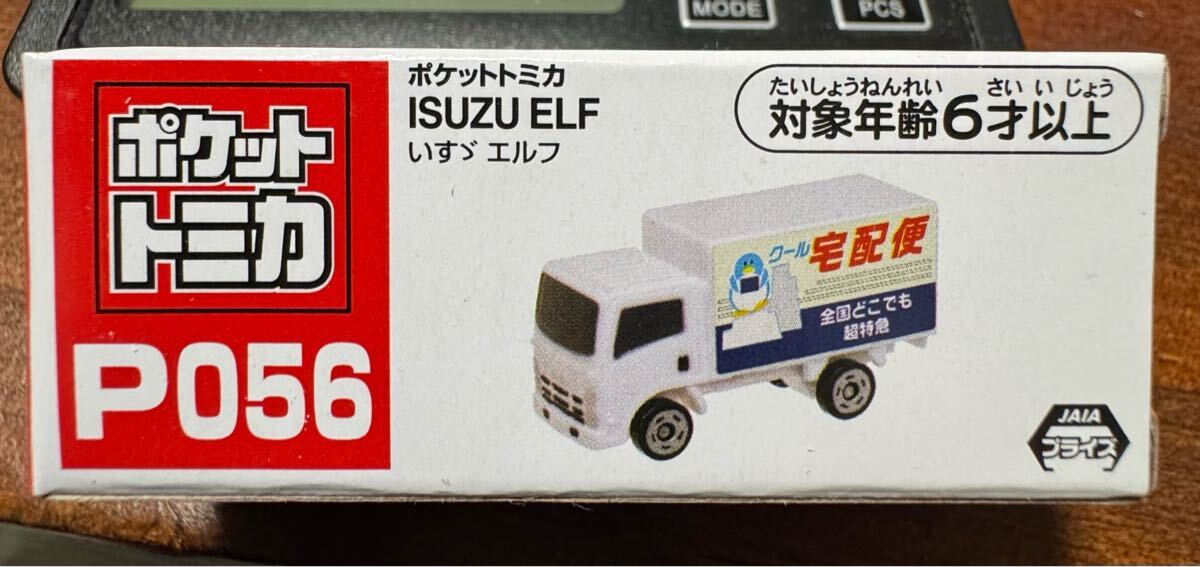 MODE
PCS
ポケット
トミカ
P056
ポケットトミカ
ISUZU ELF
いすゞ エルフ
たいしょうねんれい さいいじょう
対象年齢6才以上
クール 宅配便
全国どこでも
超特急
JAIA
プライズ